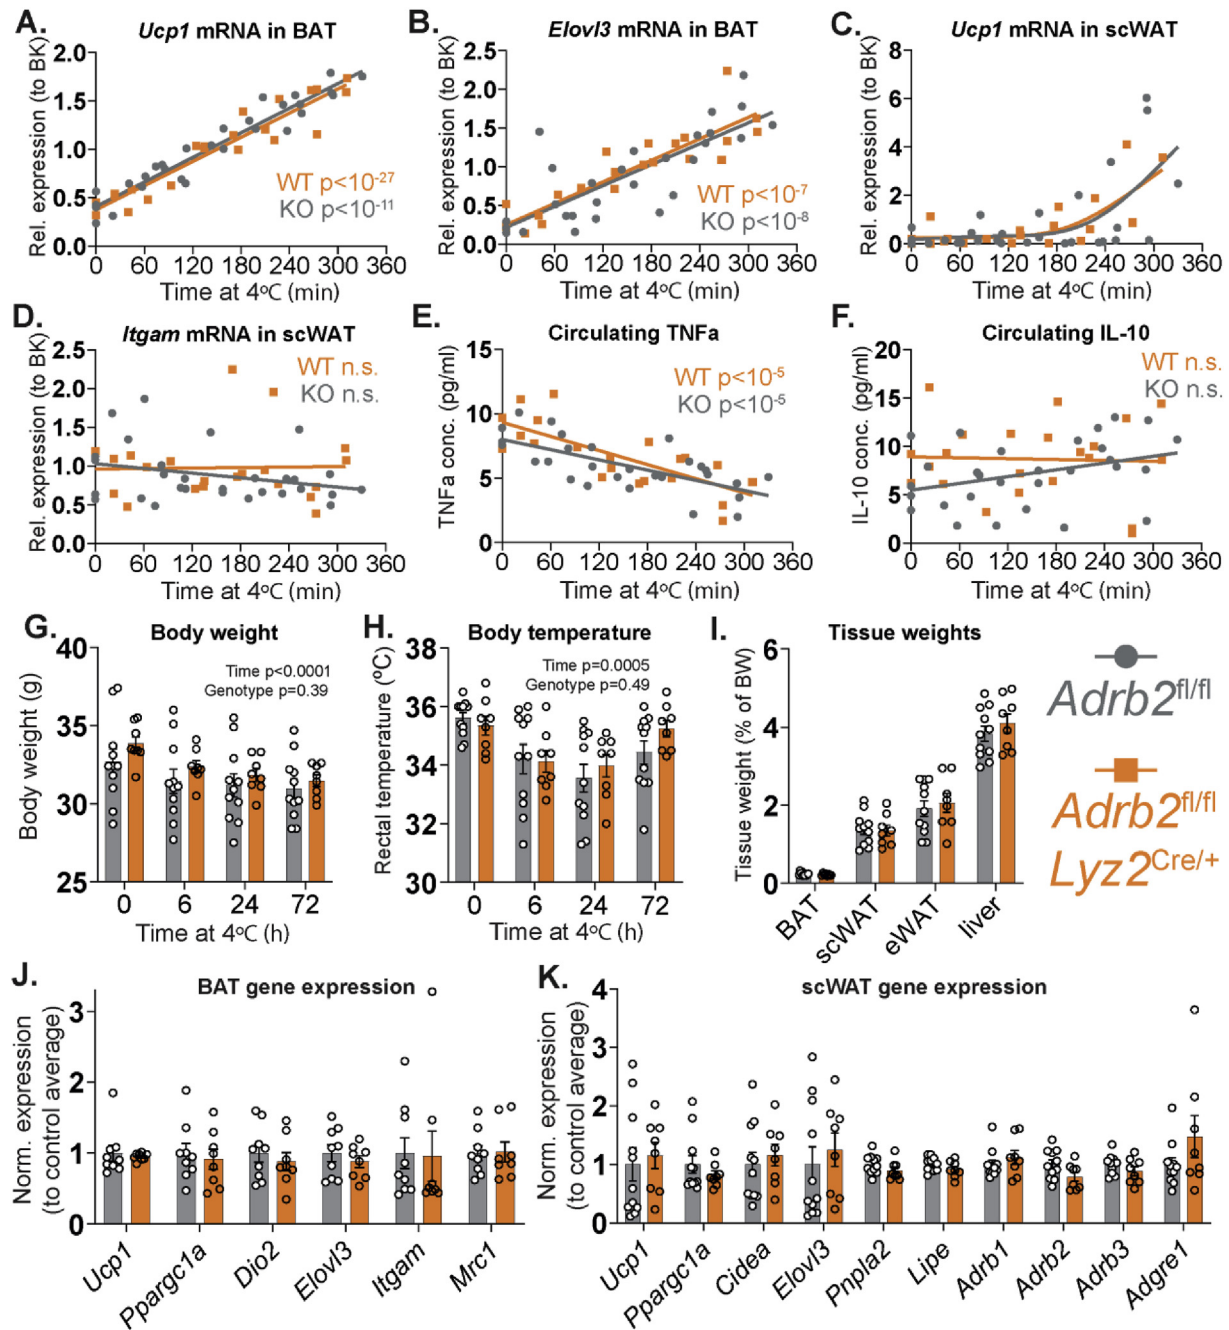 A.
Ucp1 mRNA in BAT
Rel. expression (to BK)
2.0
1.5
1.0
0.5
0.0
WT p<10-27
KO p<10-11
0 60 120 180 240 300 360
Time at 4ºC (min)
B.
Elovl3 mRNA in BAT
Rel. expression (to BK)
2.5
2.0
1.5
1.0
0.5
0.0
WT p<10-7
KO p<10-8
0 60 120 180 240 300 360
Time at 4ºC (min)
C.
Ucp1 mRNA in scWAT
Rel. expression (to BK)
8
6
4
2
0
0 60 120 180 240 300 360
Time at 4ºC (min)
D.
Itgam mRNA in scWAT
Rel. expression (to BK)
2.5
2.0
1.5
1.0
0.5
0.0
WT n.s.
KO n.s.
0 60 120 180 240 300 360
Time at 4ºC (min)
E.
Circulating TNFa
TNFa conc. (pg/ml)
15
10
5
0
WT p<10-5
KO p<10-5
0 60 120 180 240 300 360
Time at 4ºC (min)
F.
Circulating IL-10
IL-10 conc. (pg/ml)
20
15
10
5
0
WT n.s.
KO n.s.
0 60 120 180 240 300 360
Time at 4ºC (min)
G.
Body weight
Body weight (g)
40
35
30
25
Time p<0.0001
Genotype p=0.39
0 6 24 72
Time at 4ºC (h)
H.
Body temperature
Rectal temperature (ºC)
38
36
34
32
30
Time p=0.0005
Genotype p=0.49
0 6 24 72
Time at 4ºC (h)
I.
Tissue weights
Tissue weight (% of BW)
6
4
2
0
BAT scWAT eWAT liver
Adrb2fl/fl
Adrb2fl/fl
Lyz2Cre/+
J.
BAT gene expression
Norm. expression
(to control average)
3
2
1
0
Ucp1 Ppargc1a Dio2 Elovl3 Itgam Mrc1
K.
scWAT gene expression
Norm. expression
(to control average)
4
3
2
1
0
Ucp1 Ppargc1a Cidea Elovl3 Pnpla2 Lipe Adrb1 Adrb2 Adrb3 Adgre1